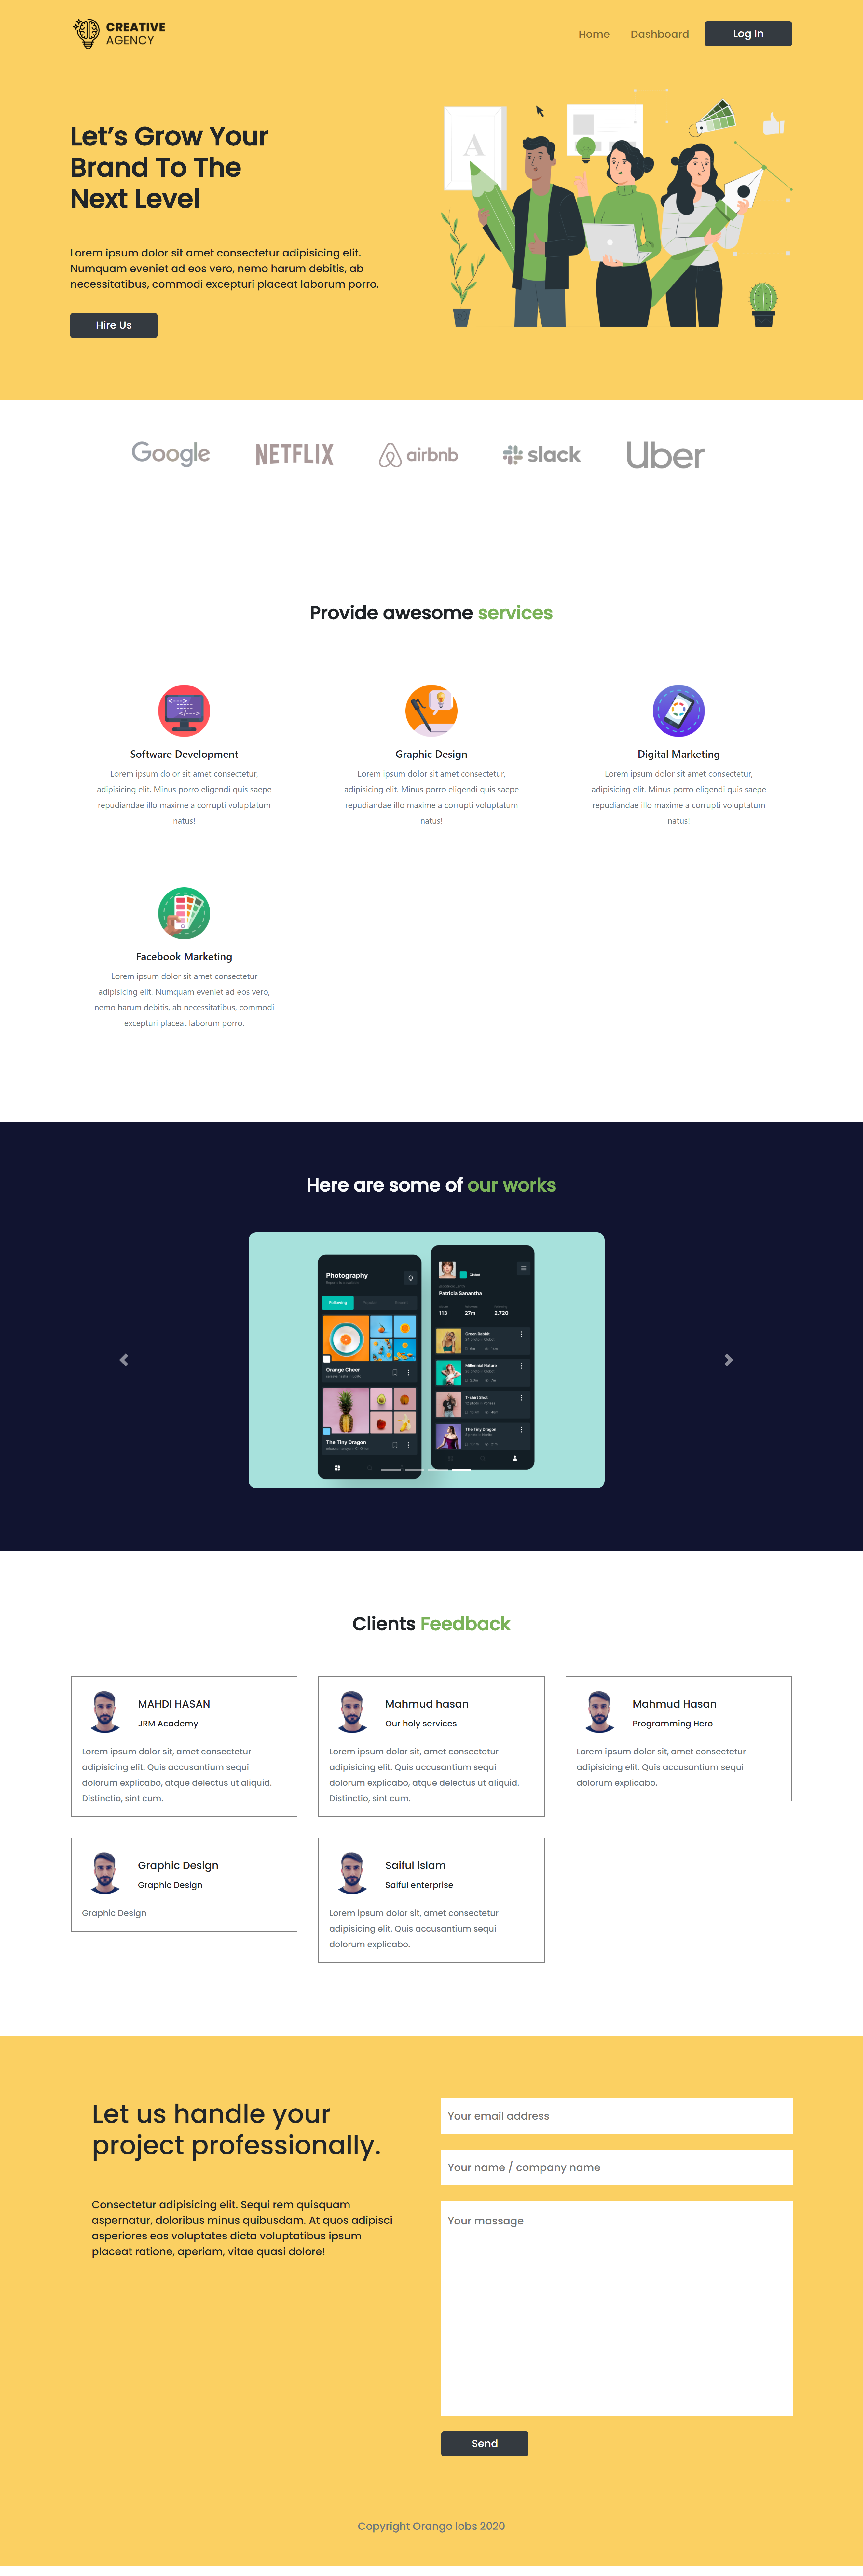 CREATIVE
AGENCY
Home
Dashboard
Log In
Let's Grow Your
Brand To The
Next Level
Lorem ipsum dolor sit amet consectetur adipisicing elit.
Numquam eveniet ad eos vero, nemo harum debitis, ab
necessitatibus, commodi excepturi placeat laborum porro.
Hire Us
A
Google
NETFLIX
airbnb
slack
Uber
Provide awesome services
Software Development
Lorem ipsum dolor sit amet consectetur,
adipisicing elit. Minus porro eligendi quis saepe
repudiandae illo maxime a corrupti voluptatum
natus!
Graphic Design
Lorem ipsum dolor sit amet consectetur,
adipisicing elit. Minus porro eligendi quis saepe
repudiandae illo maxime a corrupti voluptatum
natus!
Digital Marketing
Lorem ipsum dolor sit amet consectetur,
adipisicing elit. Minus porro eligendi quis saepe
repudiandae illo maxime a corrupti voluptatum
natus!
Facebook Marketing
Lorem ipsum dolor sit amet consectetur
adipisicing elit. Numquam eveniet ad eos vero,
nemo harum debitis, ab necessitatibus, commodi
excepturi placeat laborum porro.
Here are some of our works
Photography
Following
Orange Cheer
The Tiny Dragon
Patricia Sanantha
113
27m
2.720
Green Rabbit
Millennial Nature
T-shirt Shot
The Tiny Dragon
Clients Feedback
MAHDI HASAN
JRM Academy
Lorem ipsum dolor sit, amet consectetur
adipisicing elit. Quis accusantium sequi
dolorum explicabo, atque delectus ut aliquid.
Distinctio, sint cum.
Mahmud hasan
Our holy services
Lorem ipsum dolor sit, amet consectetur
adipisicing elit. Quis accusantium sequi
dolorum explicabo, atque delectus ut aliquid.
Distinctio, sint cum.
Mahmud Hasan
Programming Hero
Lorem ipsum dolor sit, amet consectetur
adipisicing elit. Quis accusantium sequi
dolorum explicabo.
Graphic Design
Graphic Design
Graphic Design
Saiful islam
Saiful enterprise
Lorem ipsum dolor sit, amet consectetur
adipisicing elit. Quis accusantium sequi
dolorum explicabo.
Let us handle your
project professionally.
Consectetur adipisicing elit. Sequi rem quisquam
aspernatur, doloribus minus quibusdam. At quos adipisci
asperiores eos voluptates dicta voluptatibus ipsum
placeat ratione, aperiam, vitae quasi dolore!
Your email address
Your name / company name
Your massage
Send
Copyright Orango lobs 2020